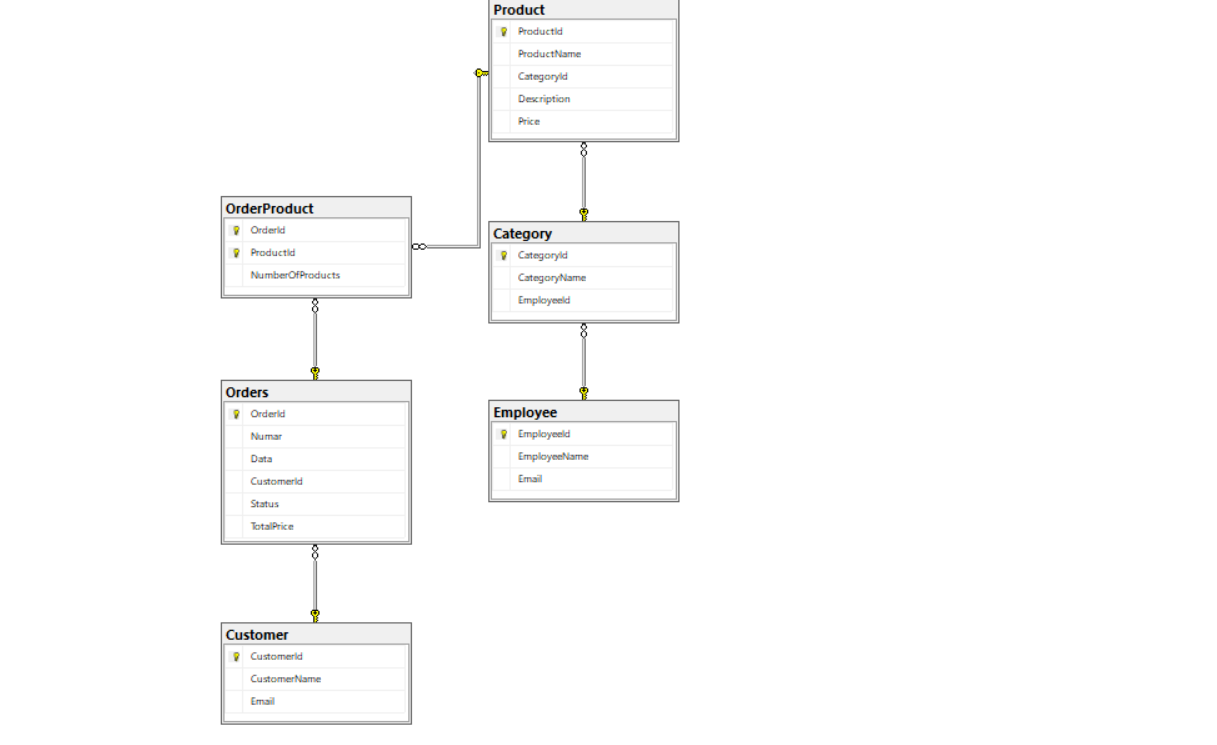 Product
ProductId
ProductName
CategoryId
Description
Price
OrderProduct
OrderId
ProductId
NumberOfProducts
Category
CategoryId
CategoryName
EmployeeId
Orders
OrderId
Numar
Data
CustomerId
Status
TotalPrice
Employee
EmployeeId
EmployeeName
Email
Customer
CustomerId
CustomerName
Email